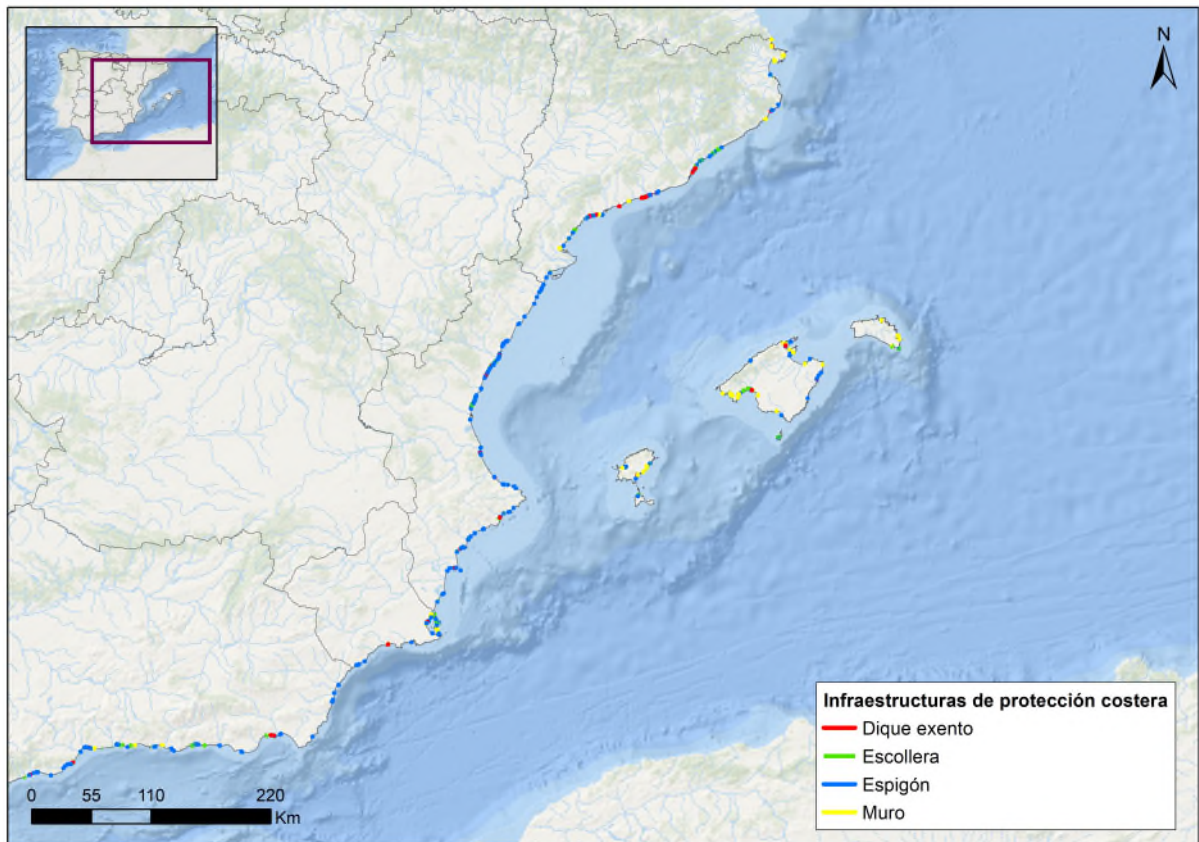 N
Infraestructuras de protección costera
Dique exento
Escollera
Espigón
Muro
0 55 110 220
Km